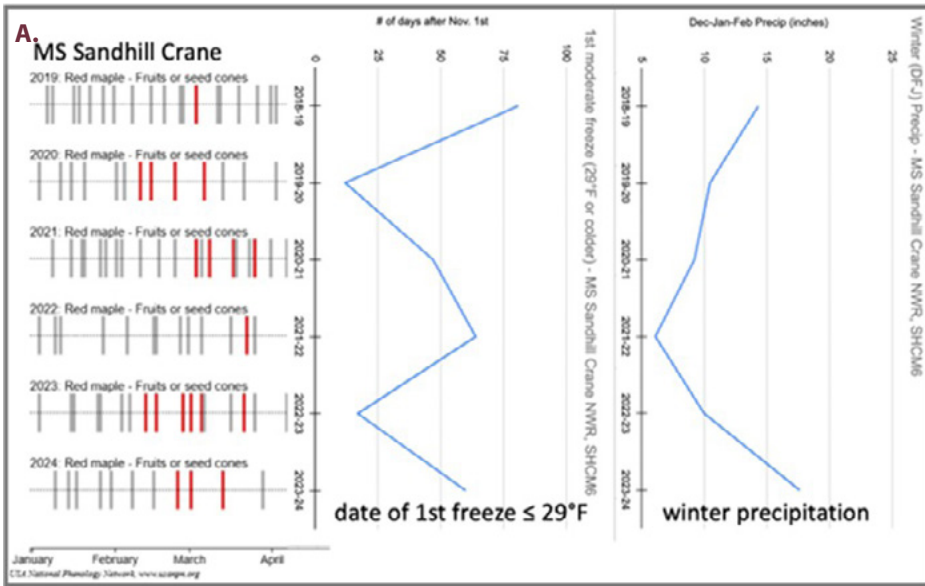 A.
MS Sandhill Crane
2019: Red maple - Fruits or seed cones
2020: Red maple - Fruits or seed cones
2021: Red maple - Fruits or seed cones
2022: Red maple - Fruits or seed cones
2023: Red maple - Fruits or seed cones
2024: Red maple - Fruits or seed cones
January February March April
USA National Phenology Network, www.usanpn.org
# of days after Nov. 1st
0 25 50 75 100
2018-19
2019-20
2020-21
2021-22
2022-23
2023-24
1st moderate freeze (29°F or colder) - MS Sandhill Crane NWR, SHCM6
date of 1st freeze ≤ 29°F
Dec-Jan-Feb Precip (inches)
5 10 15 20 25
2018-19
2019-20
2020-21
2021-22
2022-23
2023-24
Winter (DFJ) Precip - MS Sandhill Crane NWR, SHCM6
winter precipitation